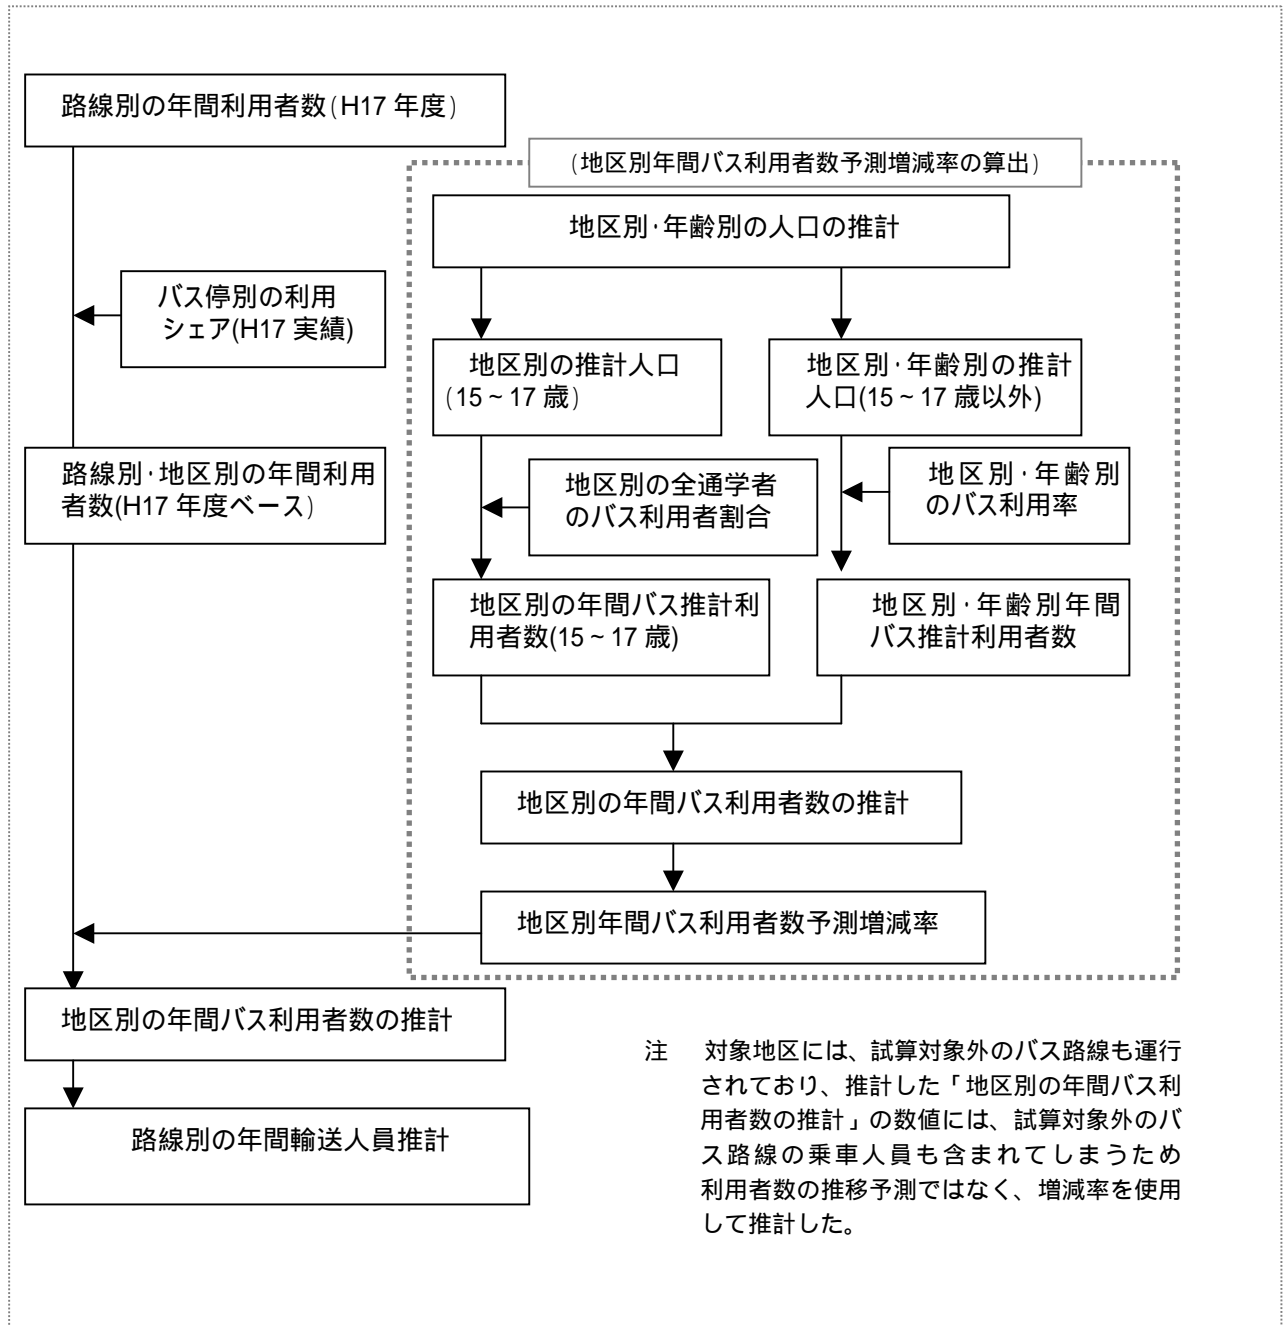 路線別の年間利用者数(H17 年度)
(地区別年間バス利用者数予測増減率の算出)
地区別・年齢別の人口の推計
バス停別の利用
シェア(H17 実績)
地区別の推計人口
(15~17 歳)
地区別・年齢別の推計
人口(15~17 歳以外)
路線別・地区別の年間利用
者数(H17 年度ベース)
地区別の全通学者
のバス利用者割合
地区別・年齢別
のバス利用率
地区別の年間バス推計利
用者数(15~17 歳)
地区別・年齢別年間
バス推計利用者数
地区別の年間バス利用者数の推計
地区別年間バス利用者数予測増減率
地区別の年間バス利用者数の推計
路線別の年間輸送人員推計
注 対象地区には、試算対象外のバス路線も運行
されており、推計した「地区別の年間バス利
用者数の推計」の数値には、試算対象外のバ
ス路線の乗車人員も含まれてしまうため
利用者数の推移予測ではなく、増減率を使用
して推計した。